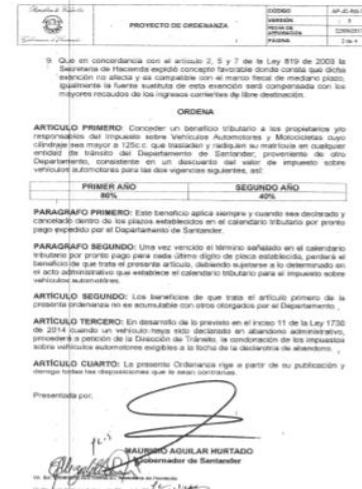 República de Colombia
Gobernación de Santander
PROYECTO DE ORDENANZA
CÓDIGO
VERSIÓN
FECHA DE
APROBACIÓN
PÁGINA
9. Que en concordancia con el artículo 2, 5 y 7 de la Ley 819 de 2003 la
Secretaria de Hacienda expidió concepto favorable donde consta que dicha
exención no afecta y es compatible con el marco fiscal de mediano plazo,
igualmente la fuente sustituta de esta exención será compensada con los
mayores recaudos de los ingresos corrientes de libre destinación.
ORDENA
ARTICULO PRIMERO: Conceder un beneficio tributario a los propietarios y/o
responsables del Impuesto sobre Vehículos Automotores y Motocicletas cuyo
cilindraje sea mayor a 125c.c. que trasladen y radiquen su matrícula en cualquier
entidad de tránsito del Departamento de Santander, proveniente de otro
Departamento, consistente en un descuento del valor de impuesto sobre
vehículos automotores para las dos vigencias siguientes, así:
PRIMER AÑO SEGUNDO AÑO
80% 40%
PARAGRAFO PRIMERO: Este beneficio aplica siempre y cuando sea declarado y
cancelado dentro de los plazos establecidos en el calendario tributario por pronto
pago expedido por el Departamento de Santander.
PARAGRAFO SEGUNDO: Una vez vencido el término señalado en el calendario
tributario por pronto pago para cada último dígito de placa establecida, perderá el
beneficio de que trata el presente artículo, debiendo sujetarse a lo determinado en
el acto administrativo que establece el calendario tributario para el impuesto sobre
vehículos automotores.
ARTÍCULO SEGUNDO: Los beneficios de que trata el artículo primero de la
presente ordenanza no es acumulable con otros otorgados por el Departamento.
ARTÍCULO TERCERO: En desarrollo de lo previsto en el inciso 11 de la Ley 1730
de 2014 cuando un vehículo haya sido declarado en abandono administrativo,
procederá a petición de la Dirección de Tránsito, la condonación de los impuestos
sobre vehículos automotores exigibles a la fecha de la declaratoria de abandono.
ARTÍCULO CUARTO: La presente Ordenanza rige a partir de su publicación y
deroga todas las disposiciones que le sean contrarias.
Presentada por,
MAURICIO AGUILAR HURTADO
Gobernador de Santander